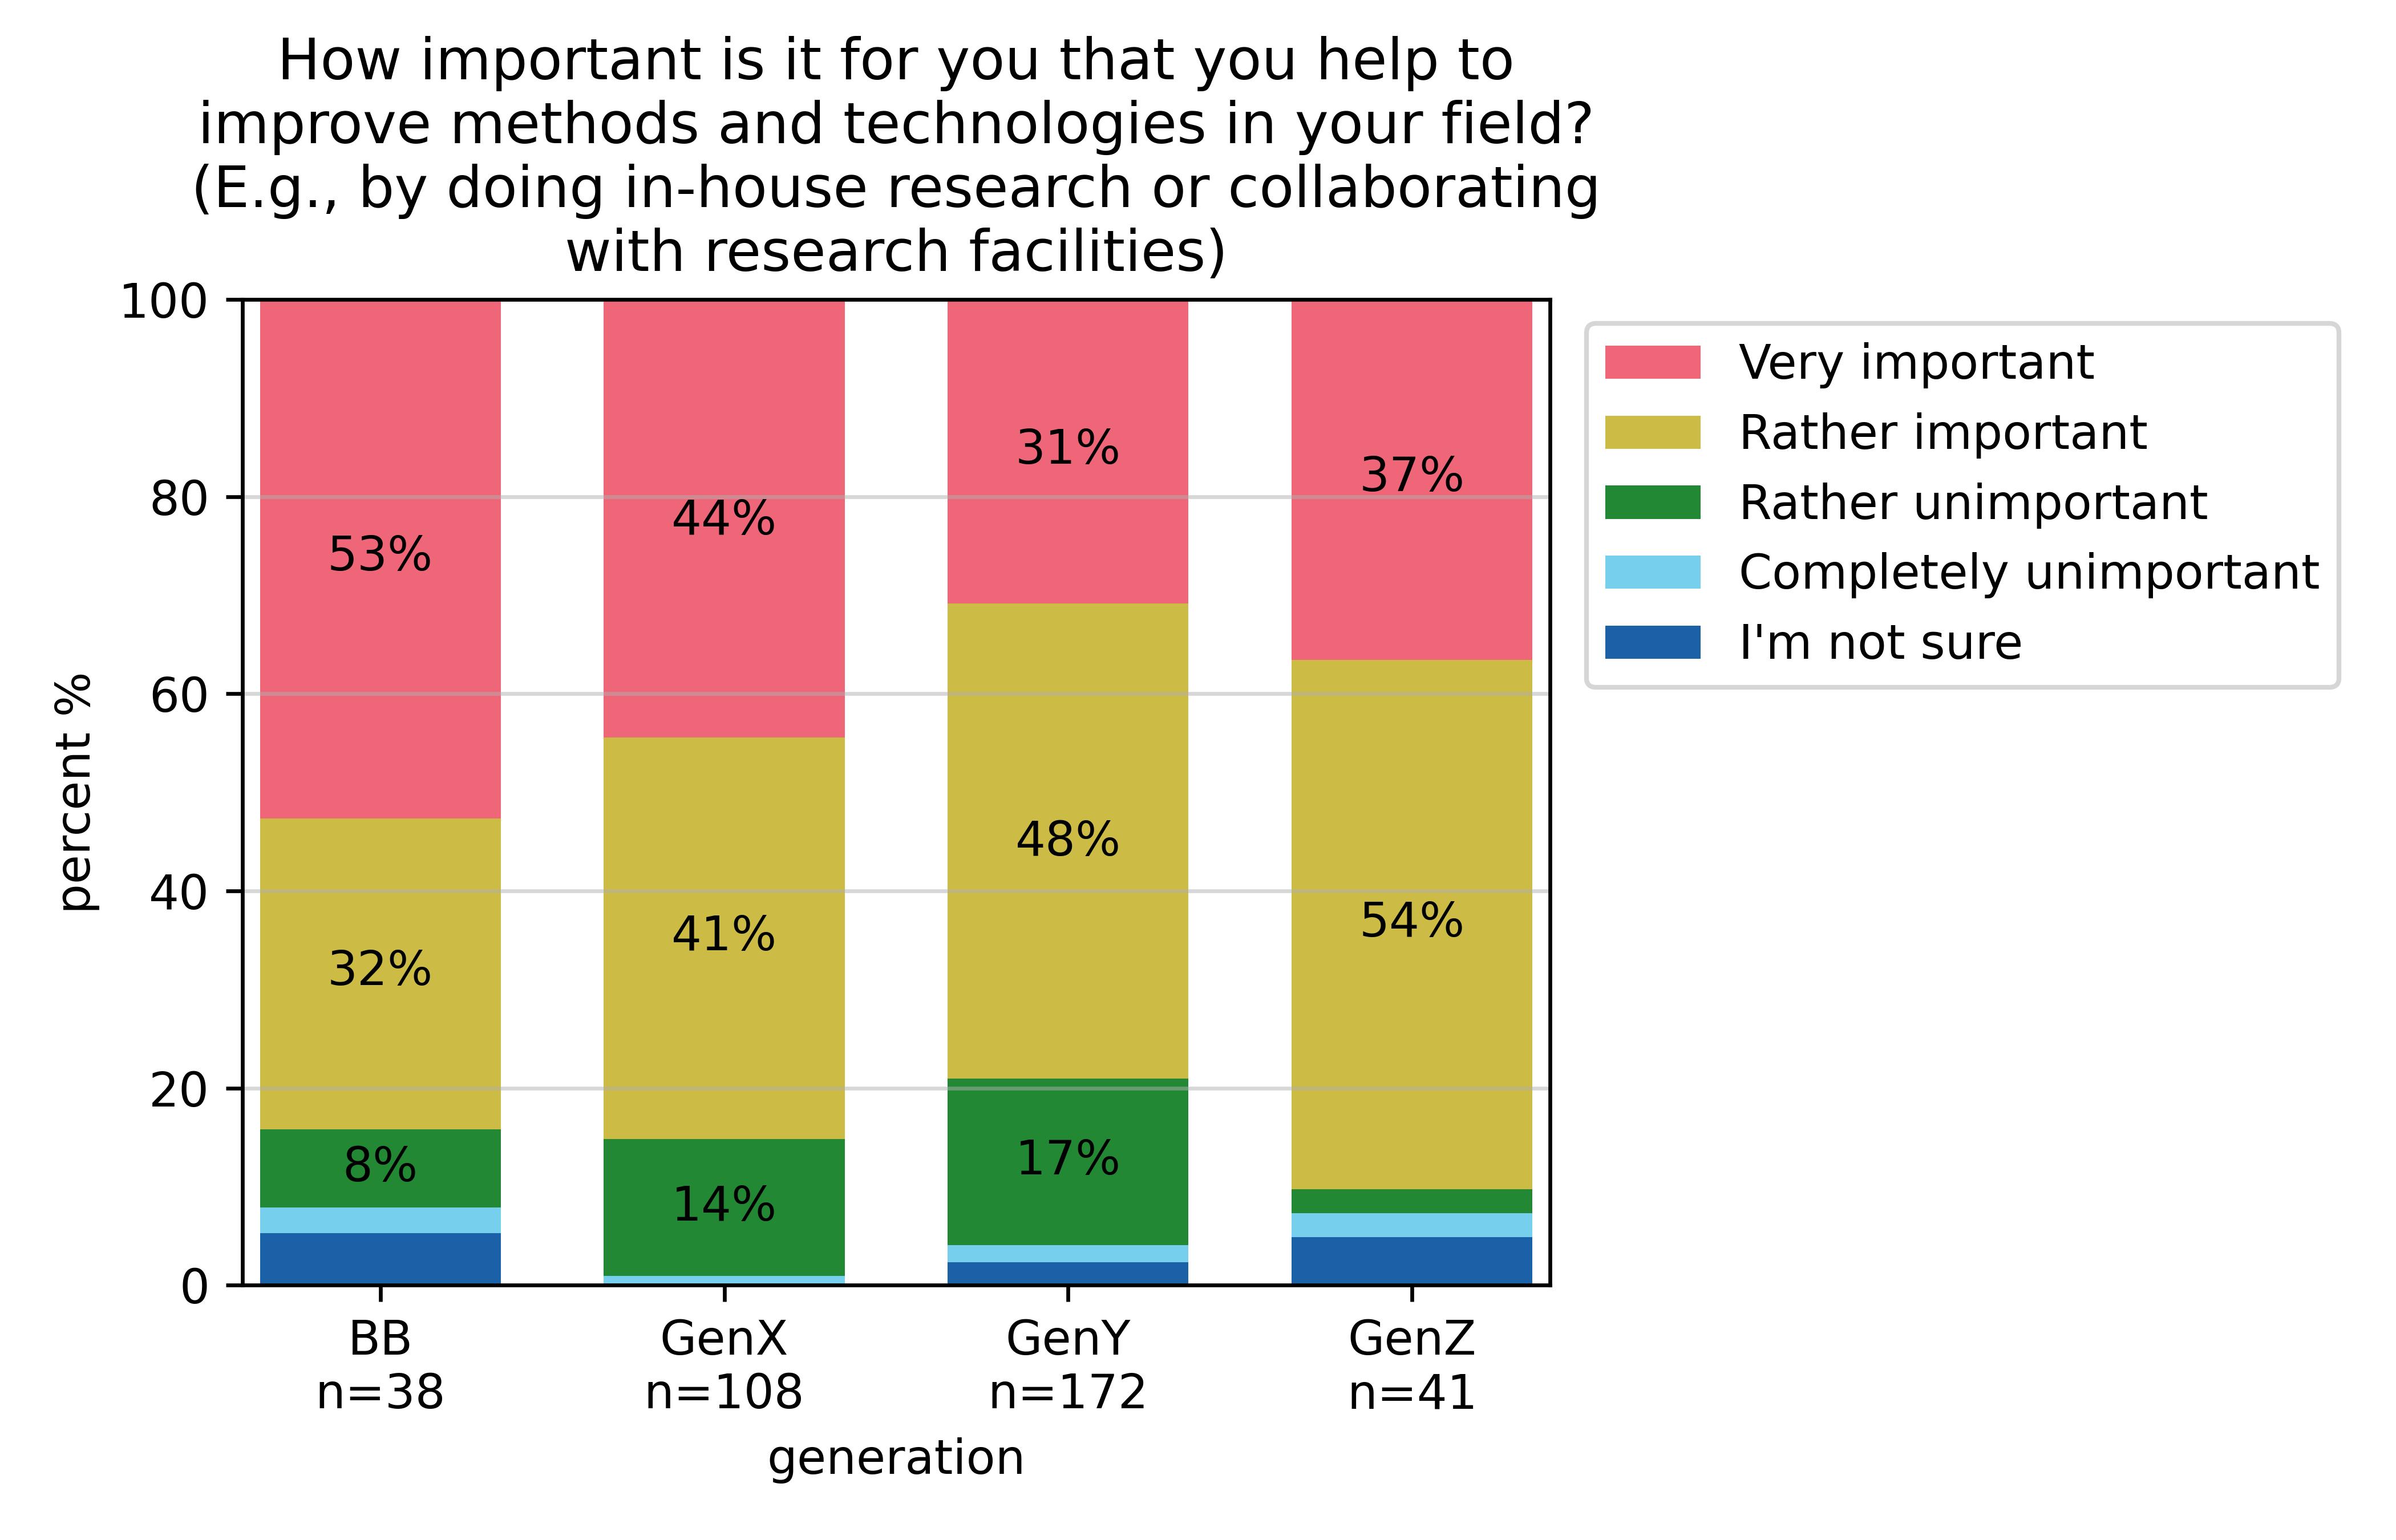 How important is it for you that you help to
improve methods and technologies in your field?
(E.g., by doing in-house research or collaborating
with research facilities)
percent %
100
80
60
40
20
0
53%
32%
8%
44%
41%
14%
31%
48%
17%
37%
54%
BB
n=38
GenX
n=108
GenY
n=172
GenZ
n=41
generation
Very important
Rather important
Rather unimportant
Completely unimportant
I'm not sure